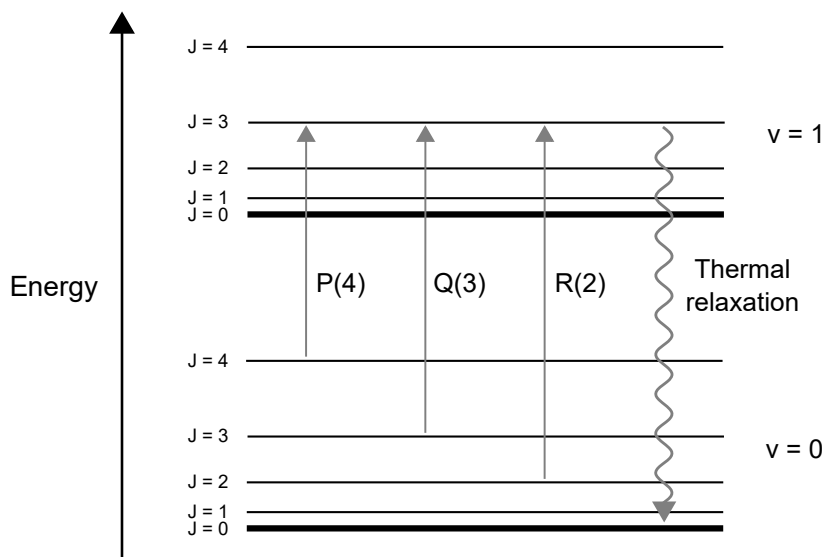 J = 4
J = 3
v = 1
J = 2
J = 1
J = 0
Energy
P(4)
Q(3)
R(2)
Thermal
relaxation
J = 4
J = 3
v = 0
J = 2
J = 1
J = 0